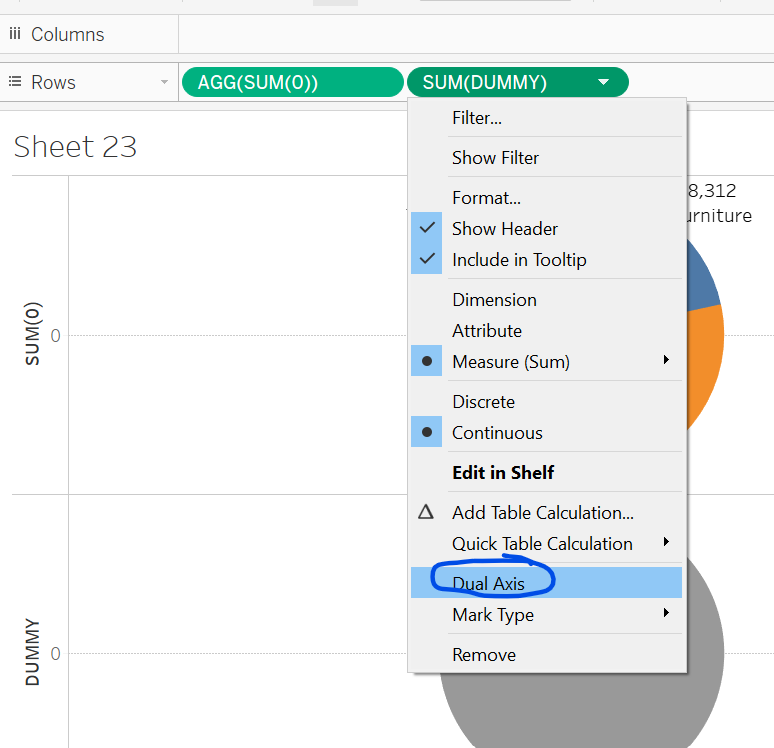 Columns
Rows
AGG(SUM(0))
SUM(DUMMY)
Sheet 23
Filter...
Show Filter
Format...
Show Header
Include in Tooltip
Dimension
Attribute
Measure (Sum)
Discrete
Continuous
Edit in Shelf
Add Table Calculation...
Quick Table Calculation
Dual Axis
Mark Type
Remove
8,312
urniture
SUM(0)
0
DUMMY
0